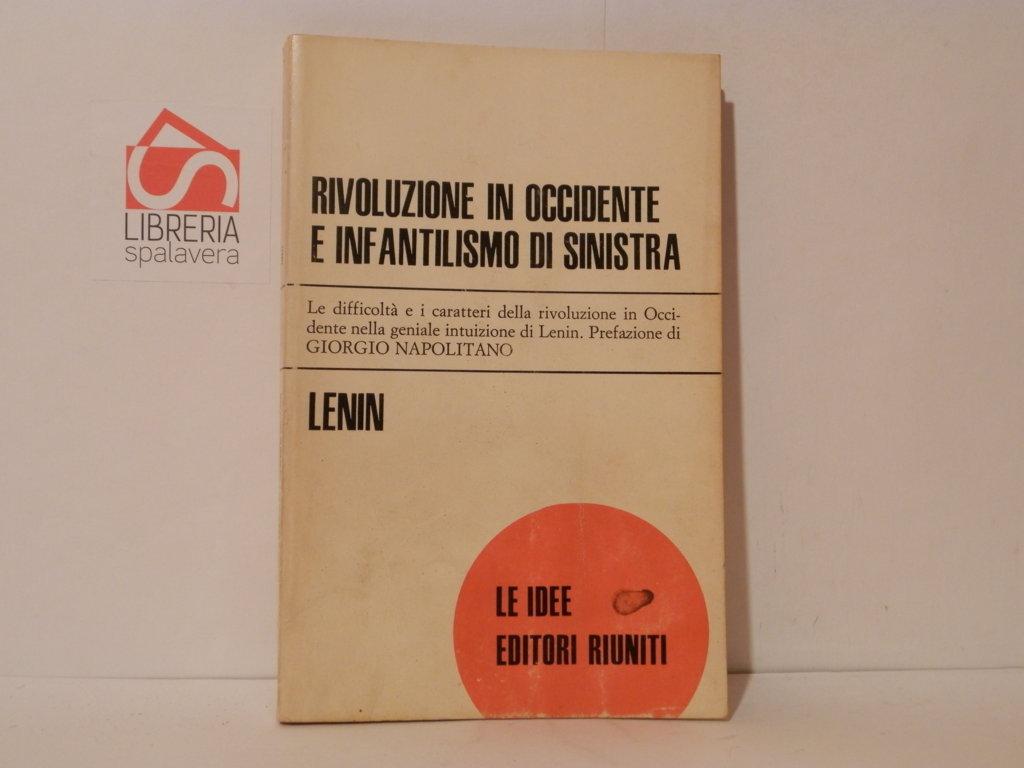 LIBRERIA
spalavera
RIVOLUZIONE IN OCCIDENTE
E INFANTILISMO DI SINISTRA
Le difficoltà e i caratteri della rivoluzione in Occi-
dente nella geniale intuizione di Lenin. Prefazione di
GIORGIO NAPOLITANO
LENIN
LE IDEE
EDITORI RIUNITI